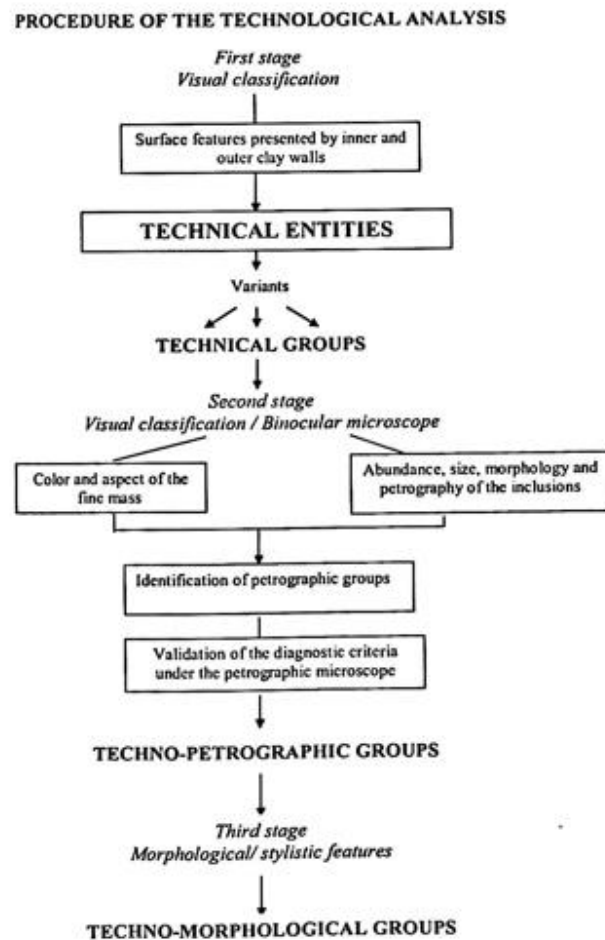 PROCEDURE OF THE TECHNOLOGICAL ANALYSIS
First stage
Visual classification
Surface features presented by inner and
outer clay walls
TECHNICAL ENTITIES
Variants
TECHNICAL GROUPS
Second stage
Visual classification / Binocular microscope
Color and aspect of the
fine mass
Abundance, size, morphology and
petrography of the inclusions
Identification of petrographic groups
Validation of the diagnostic criteria
under the petrographic microscope
TECHNO-PETROGRAPHIC GROUPS
Third stage
Morphological/ stylistic features
TECHNO-MORPHOLOGICAL GROUPS